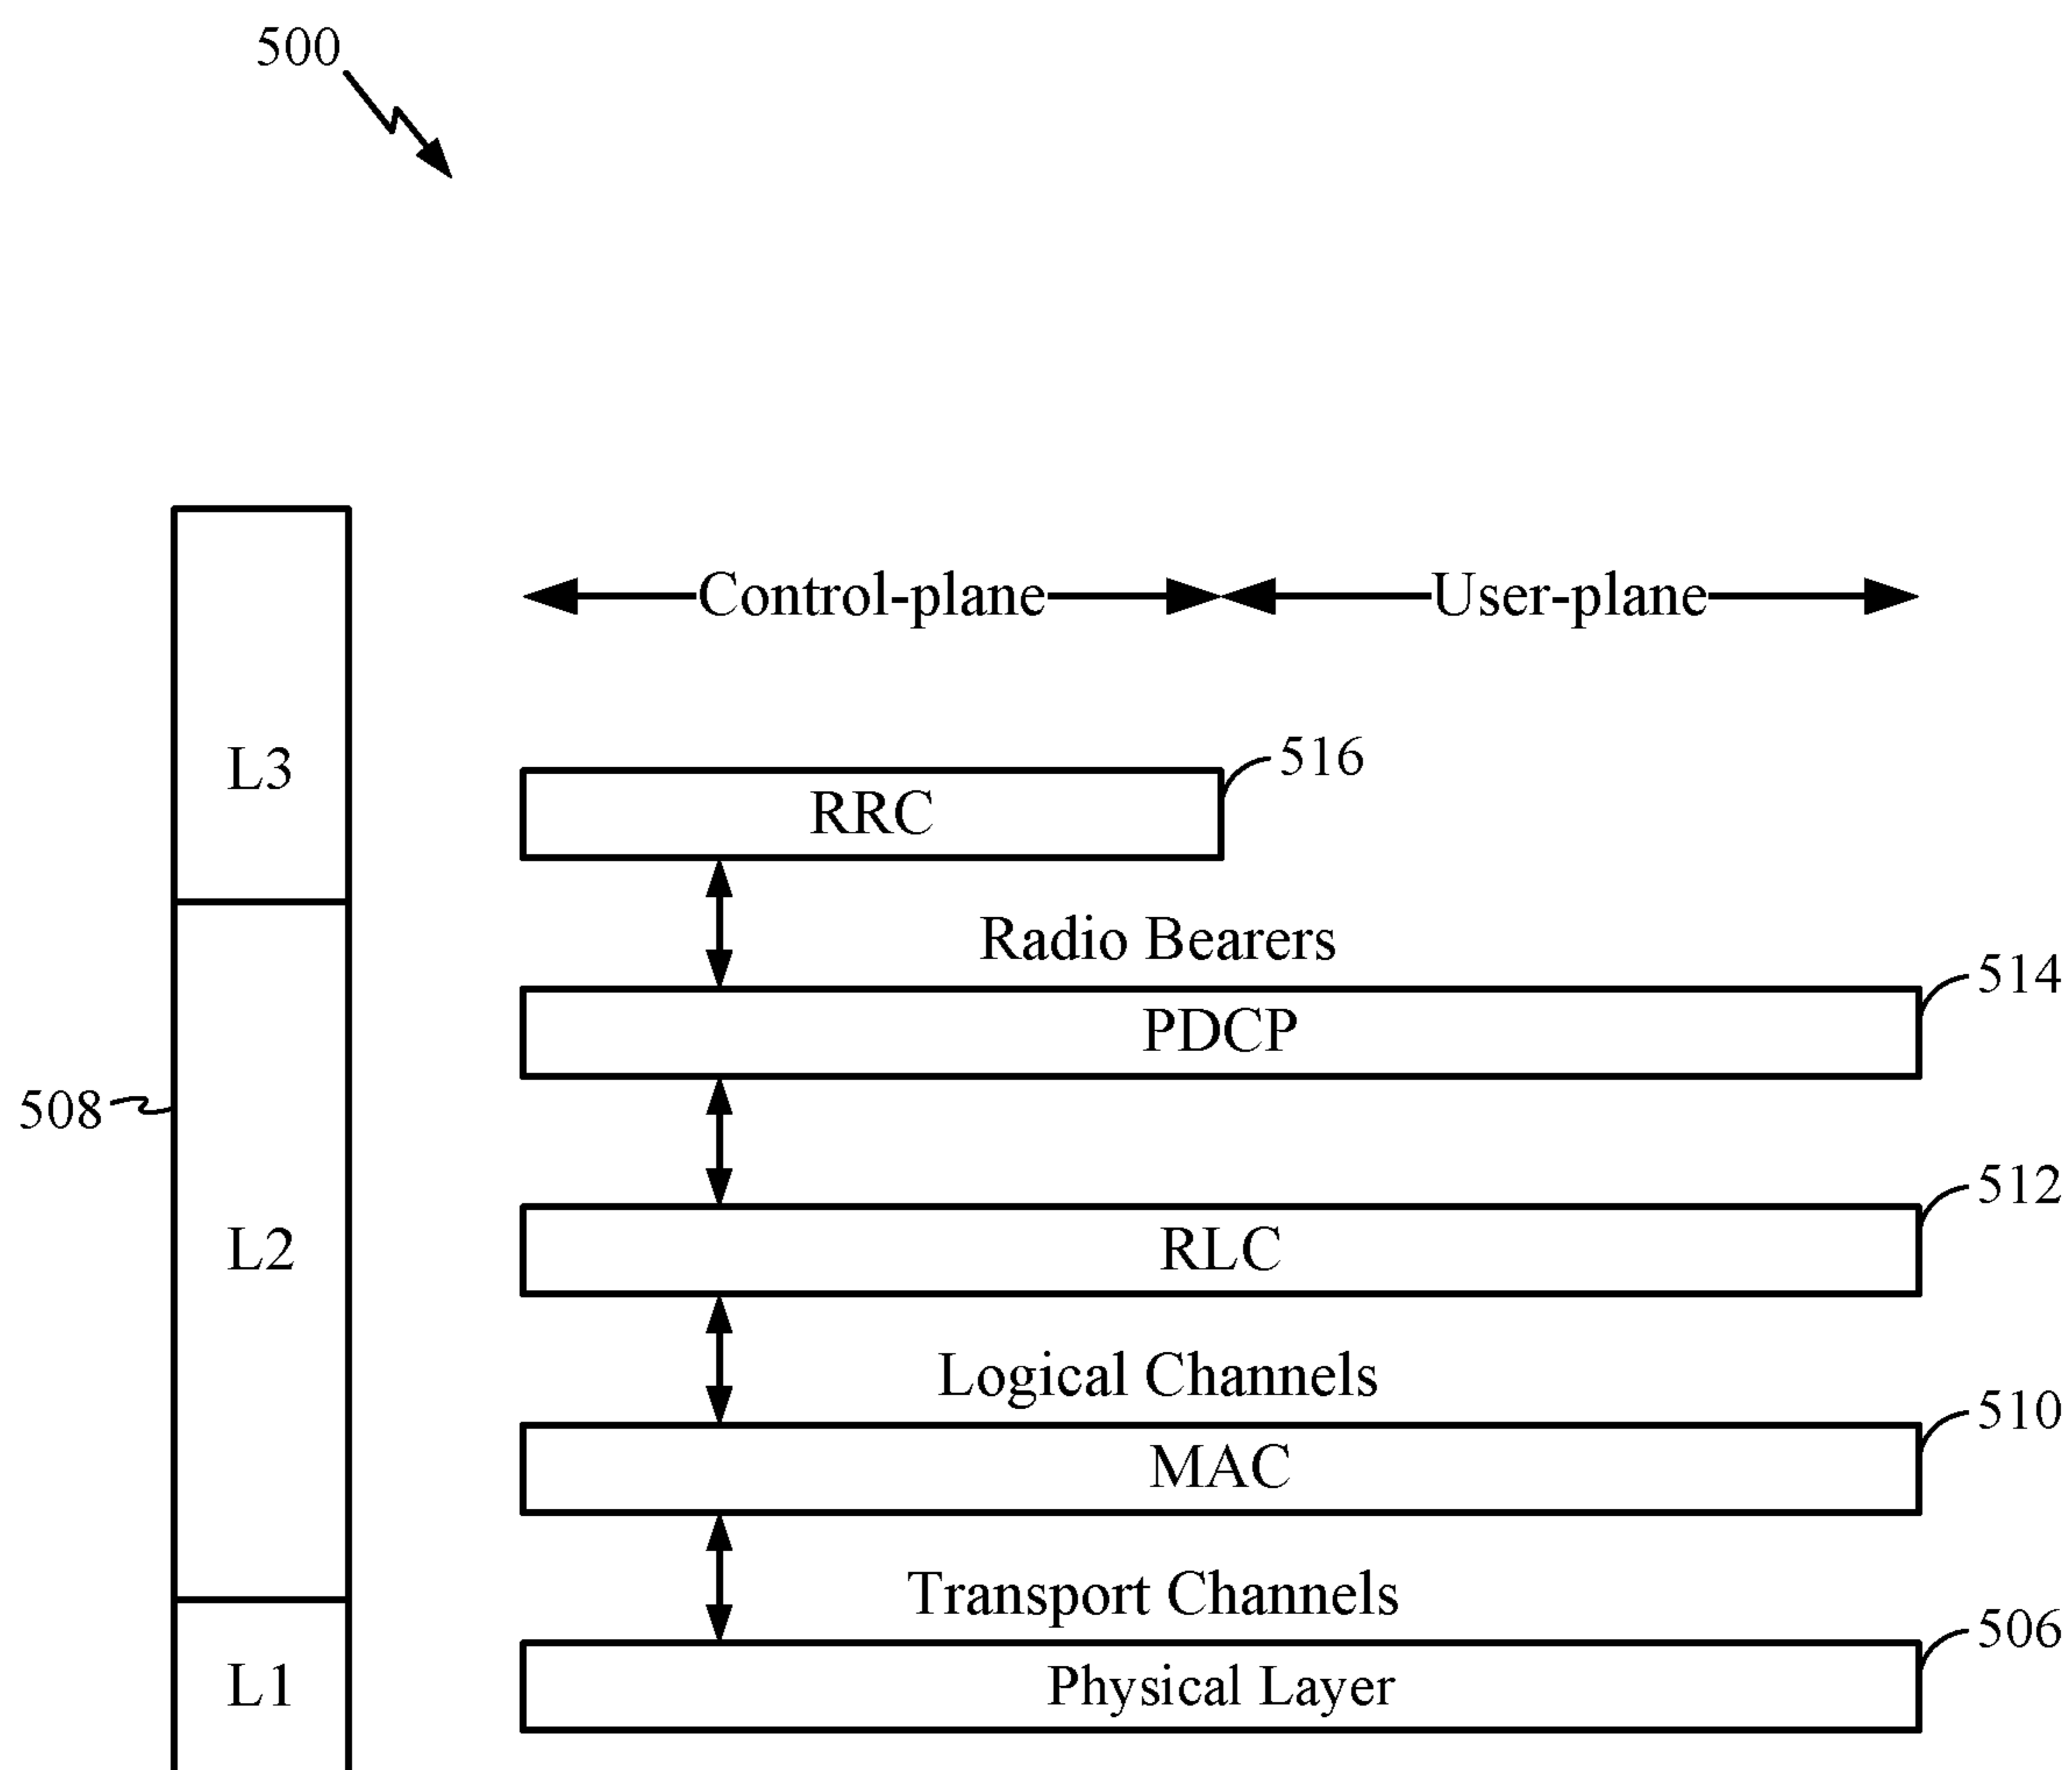 500
Control-plane User-plane
L3
516
RRC
Radio Bearers
514
PDCP
508
512
L2
RLC
Logical Channels
510
MAC
Transport Channels
506
L1
Physical Layer